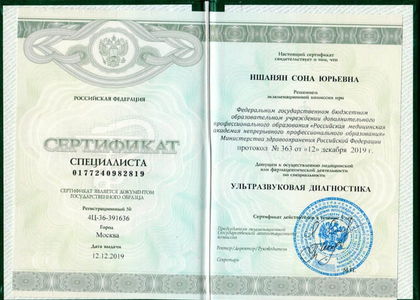 РОССИЙСКАЯ ФЕДЕРАЦИЯ
СЕРТИФИКАТ
СПЕЦИАЛИСТА
0177240982819
СЕРТИФИКАТ ЯВЛЯЕТСЯ ДОКУМЕНТОМ
ГОСУДАРСТВЕННОГО ОБРАЗЦА
Регистрационный №
4Ц-36-391636
Город
Москва
Дата выдачи
12.12.2019
Настоящий сертификат
свидетельствует о том, что
ИШАНЯН СОНА ЮРЬЕВНА
Решением
экзаменационной комиссии при
Федеральном государственном бюджетном
образовательном учреждении дополнительного
профессионального образования «Российская медицинская
академия непрерывного профессионального образования»
Министерства здравоохранения Российской Федерации
протокол № 363 от «12» декабря 2019 г.
Допущен к осуществлению медицинской
или фармацевтической деятельности
по специальности
УЛЬТРАЗВУКОВАЯ ДИАГНОСТИКА
Сертификат действителен в течение
Председатель экзаменационной
комиссии
Ректор/Директор/Руководитель
Секретарь